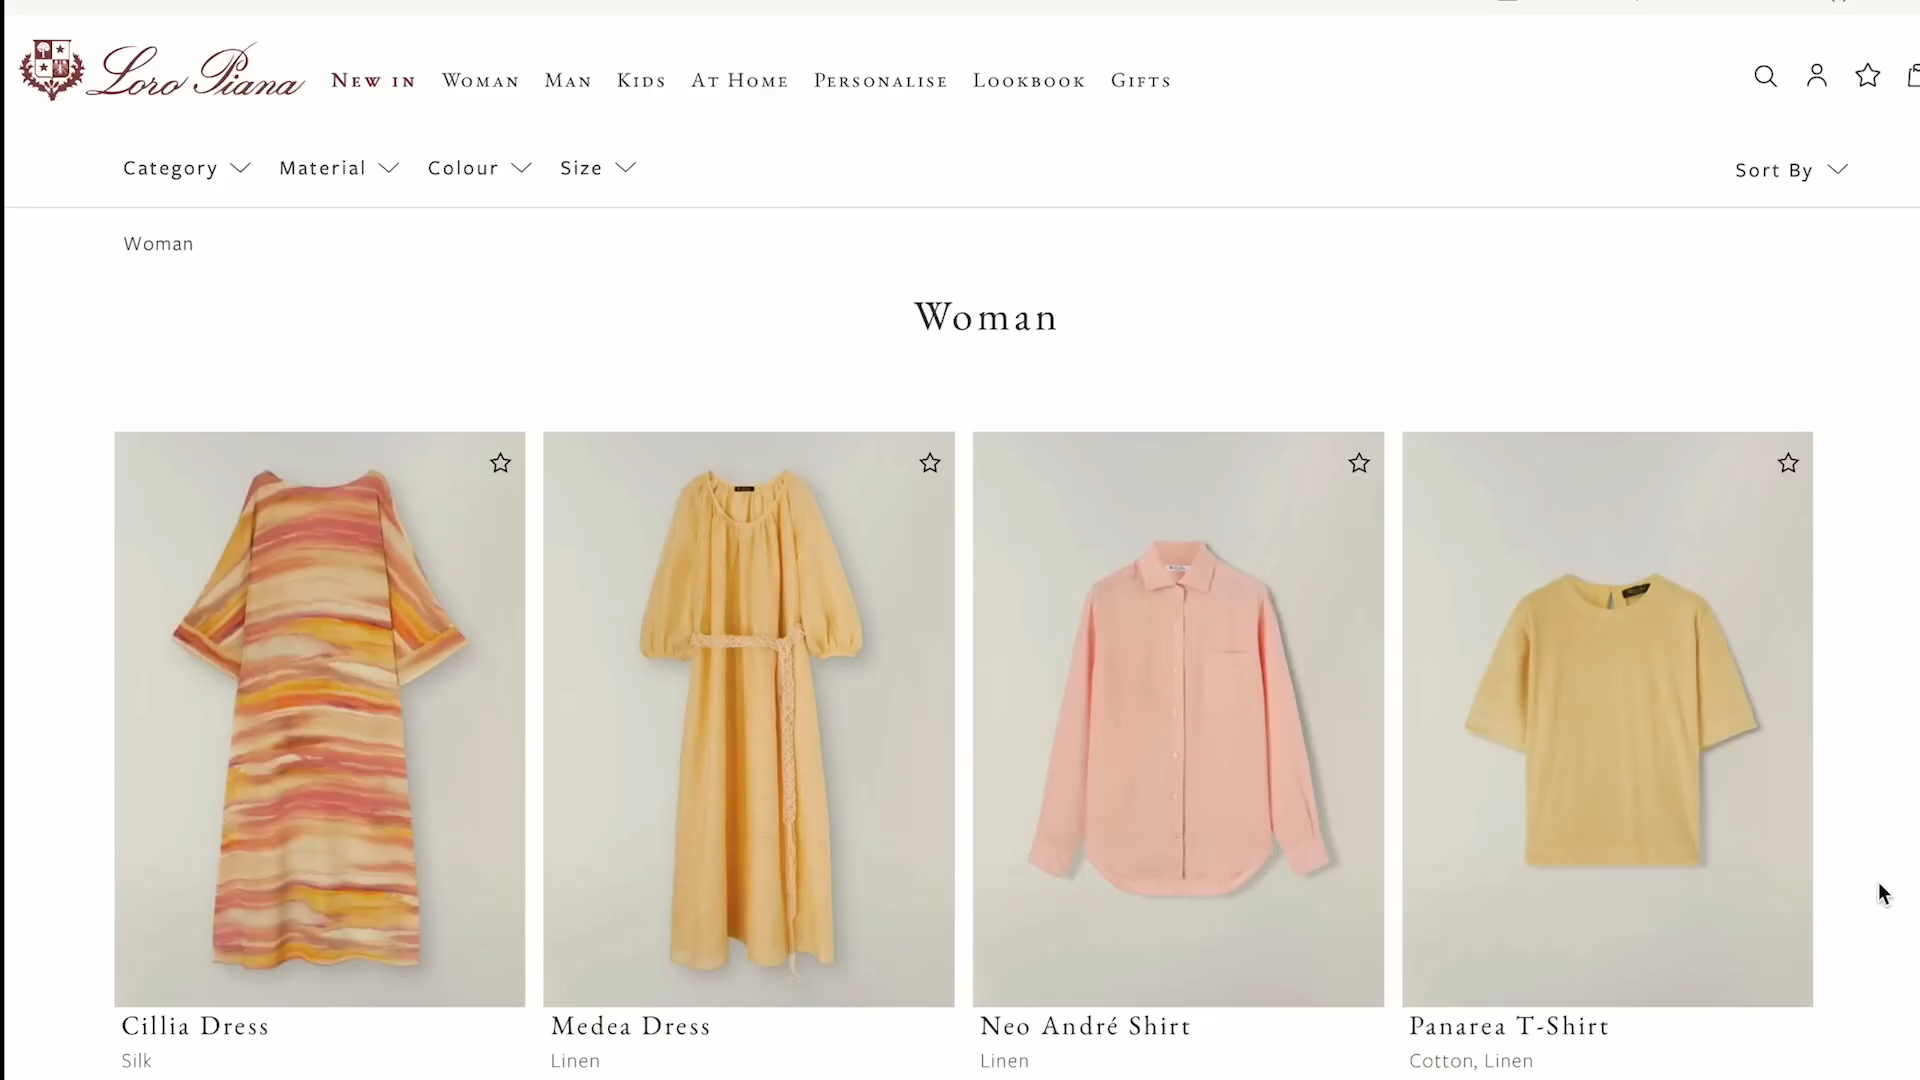 Loro Piana NEW IN WOMAN MAN KIDS AT HOME PERSONALISE LOOKBOOK GIFTS
Category Material Colour Size Sort By
Woman
Woman
Cillia Dress Medea Dress Neo André Shirt Panarea T-Shirt
Silk Linen Linen Cotton, Linen